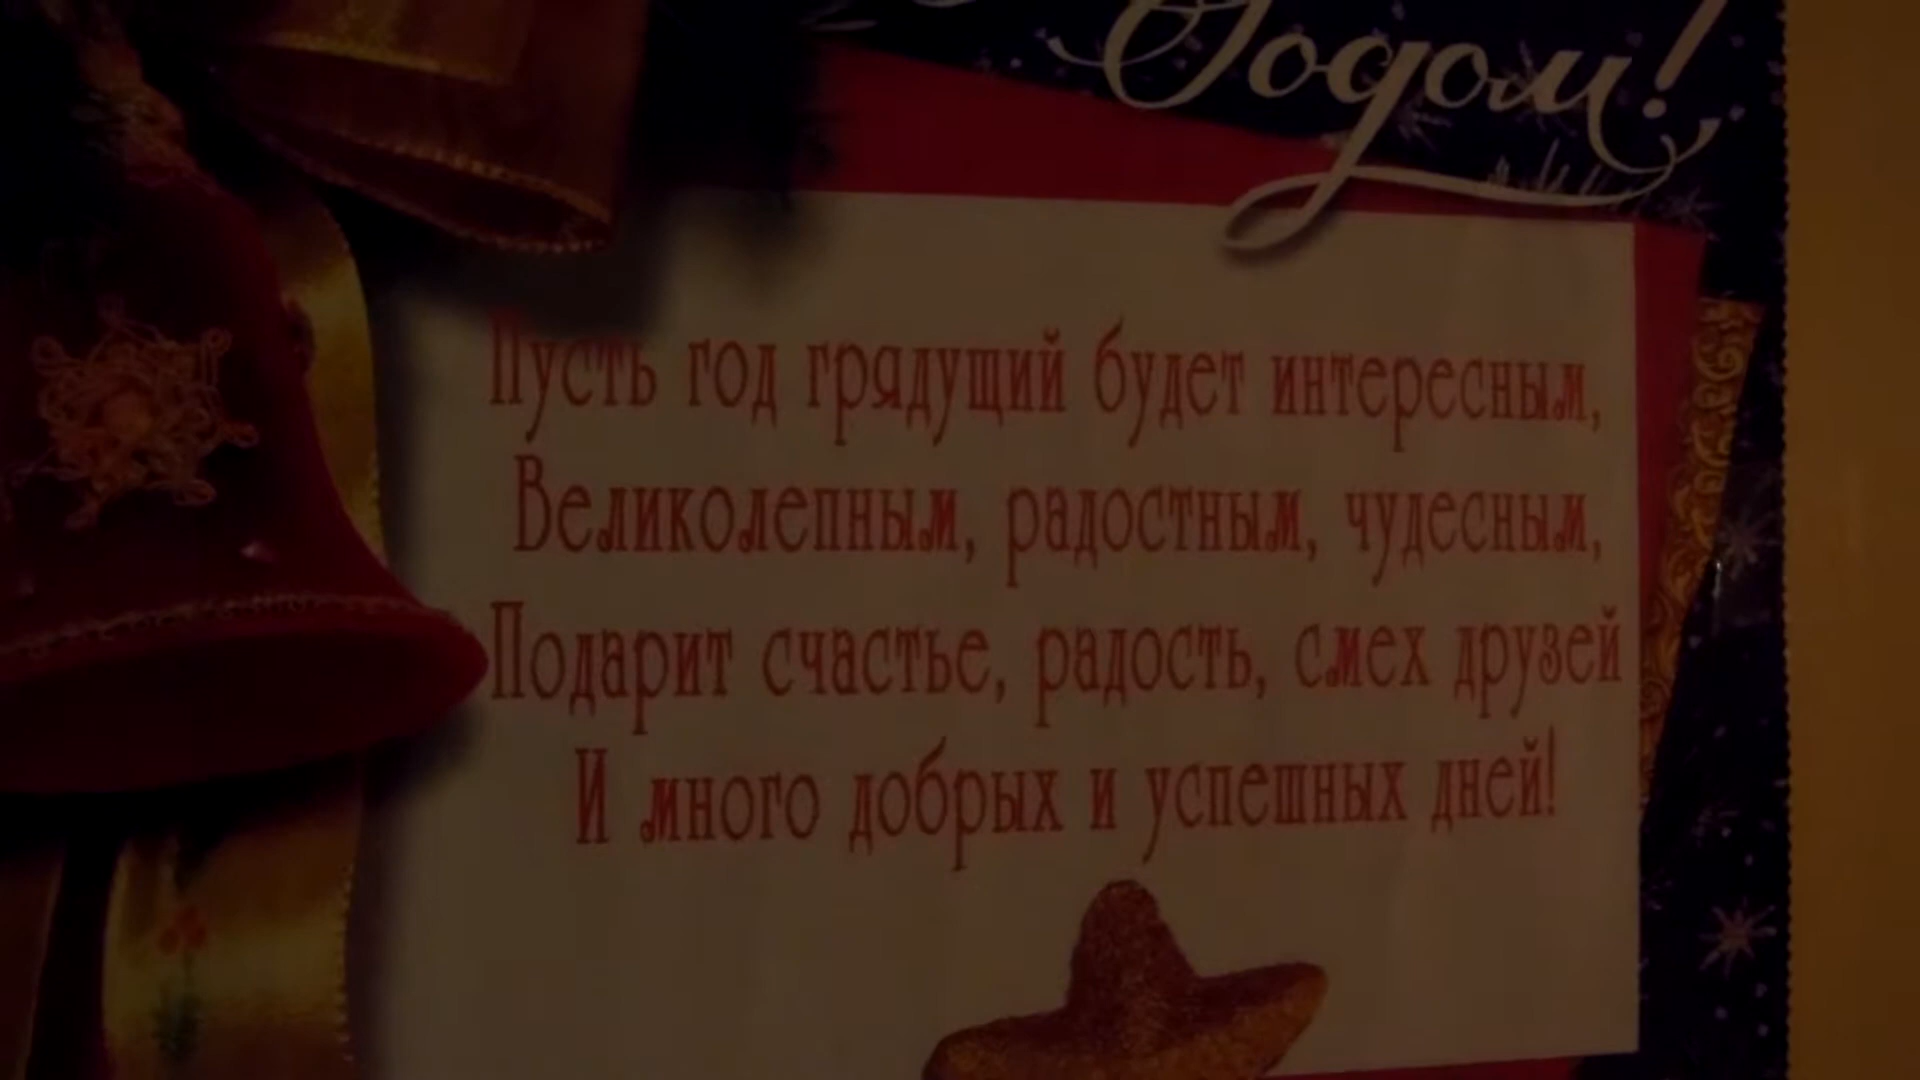 Годом!
Пусть год грядущий будет интересным,
Великолепным, радостным, чудесным,
Подарит счастье, радость, смех друзей
И много добрых и успешных дней!